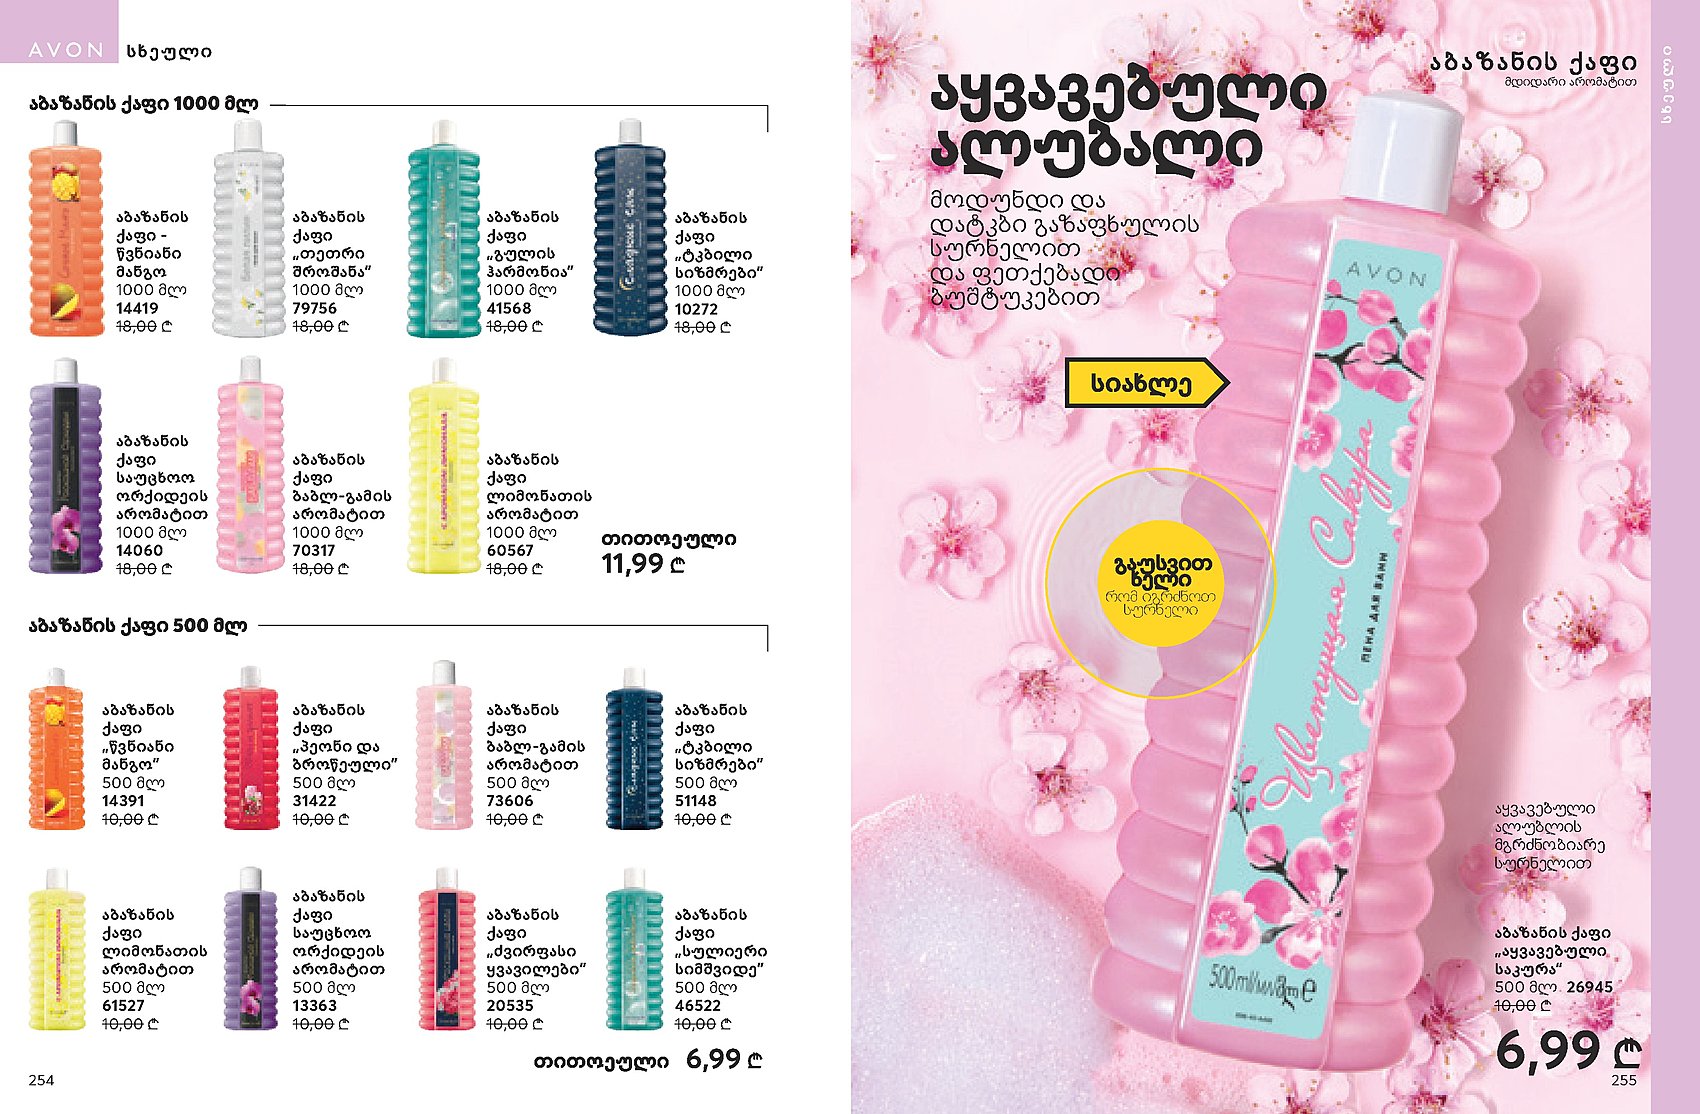 AVON სხეული
აბაზანის ქაფი 1000 მლ
აბაზანის
ქაფი -
წვნიანი
მანგო
1000 მლ
14419
18,00 ₾
აბაზანის
ქაფი
„თეთრი
შროშანა”
1000 მლ
79756
18,00 ₾
აბაზანის
ქაფი
„გულის
ჰარმონია”
1000 მლ
41568
18,00 ₾
აბაზანის
ქაფი
„ტკბილი
სიზმრები”
1000 მლ
10272
18,00 ₾
აბაზანის
ქაფი
საუცხოო
ორქიდეის
არომატით
1000 მლ
14060
18,00 ₾
აბაზანის
ქაფი
ბაბლ-გამის
არომატით
1000 მლ
70317
18,00 ₾
აბაზანის
ქაფი
ლიმონათის
არომატით
1000 მლ
60567
18,00 ₾
თითოეული
11,99 ₾
აბაზანის ქაფი 500 მლ
აბაზანის
ქაფი
„წვნიანი
მანგო”
500 მლ
14391
10,00 ₾
აბაზანის
ქაფი
„პეონი და
ბროწეული”
500 მლ
31422
10,00 ₾
აბაზანის
ქაფი
ბაბლ-გამის
არომატით
500 მლ
73606
10,00 ₾
აბაზანის
ქაფი
„ტკბილი
სიზმრები”
500 მლ
51148
10,00 ₾
აბაზანის
ქაფი
ლიმონათის
არომატით
500 მლ
61527
10,00 ₾
აბაზანის
ქაფი
საუცხოო
ორქიდეის
არომატით
500 მლ
13363
10,00 ₾
აბაზანის
ქაფი
„ძვირფასი
ყვავილები”
500 მლ
20535
10,00 ₾
აბაზანის
ქაფი
„სულიერი
სიმშვიდე”
500 მლ
46522
10,00 ₾
თითოეული 6,99 ₾
254
აბაზანის ქაფი
მდიდარი არომატით
სხეული
აყვავებული
ალუბალი
მოდუნდი და
დატკბი გაზაფხულის
სურნელით
და ფეთქებადი
ბუშტუკებით
სიახლე
გაუსვით
ხელი
რომ იგრძნოთ
სურნელი
AVON
Цветущая Сакура
ПЕНА ДЛЯ ВАНН
500ml/мл/მლ e
აყვავებული
ალუბლის
მგრძნობიარე
სურნელით
აბაზანის ქაფი
„აყვავებული
საკურა”
500 მლ. 26945
10,00 ₾
6,99 ₾
255